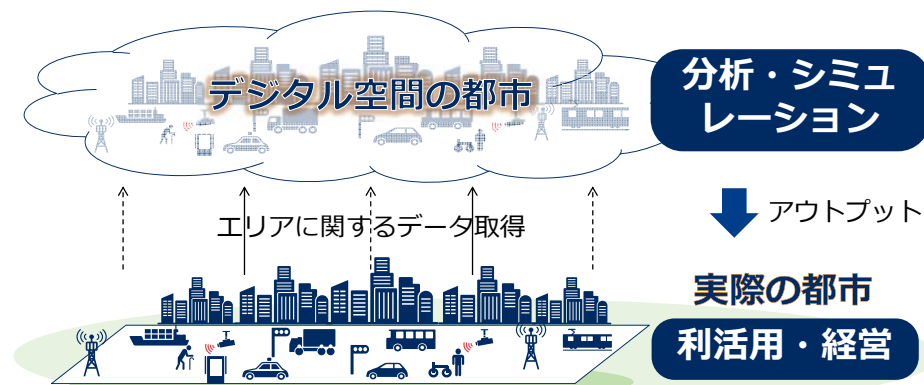 デジタル空間の都市
分析・シミュ
レーション
エリアに関するデータ取得
アウトプット
実際の都市
利活用・経営